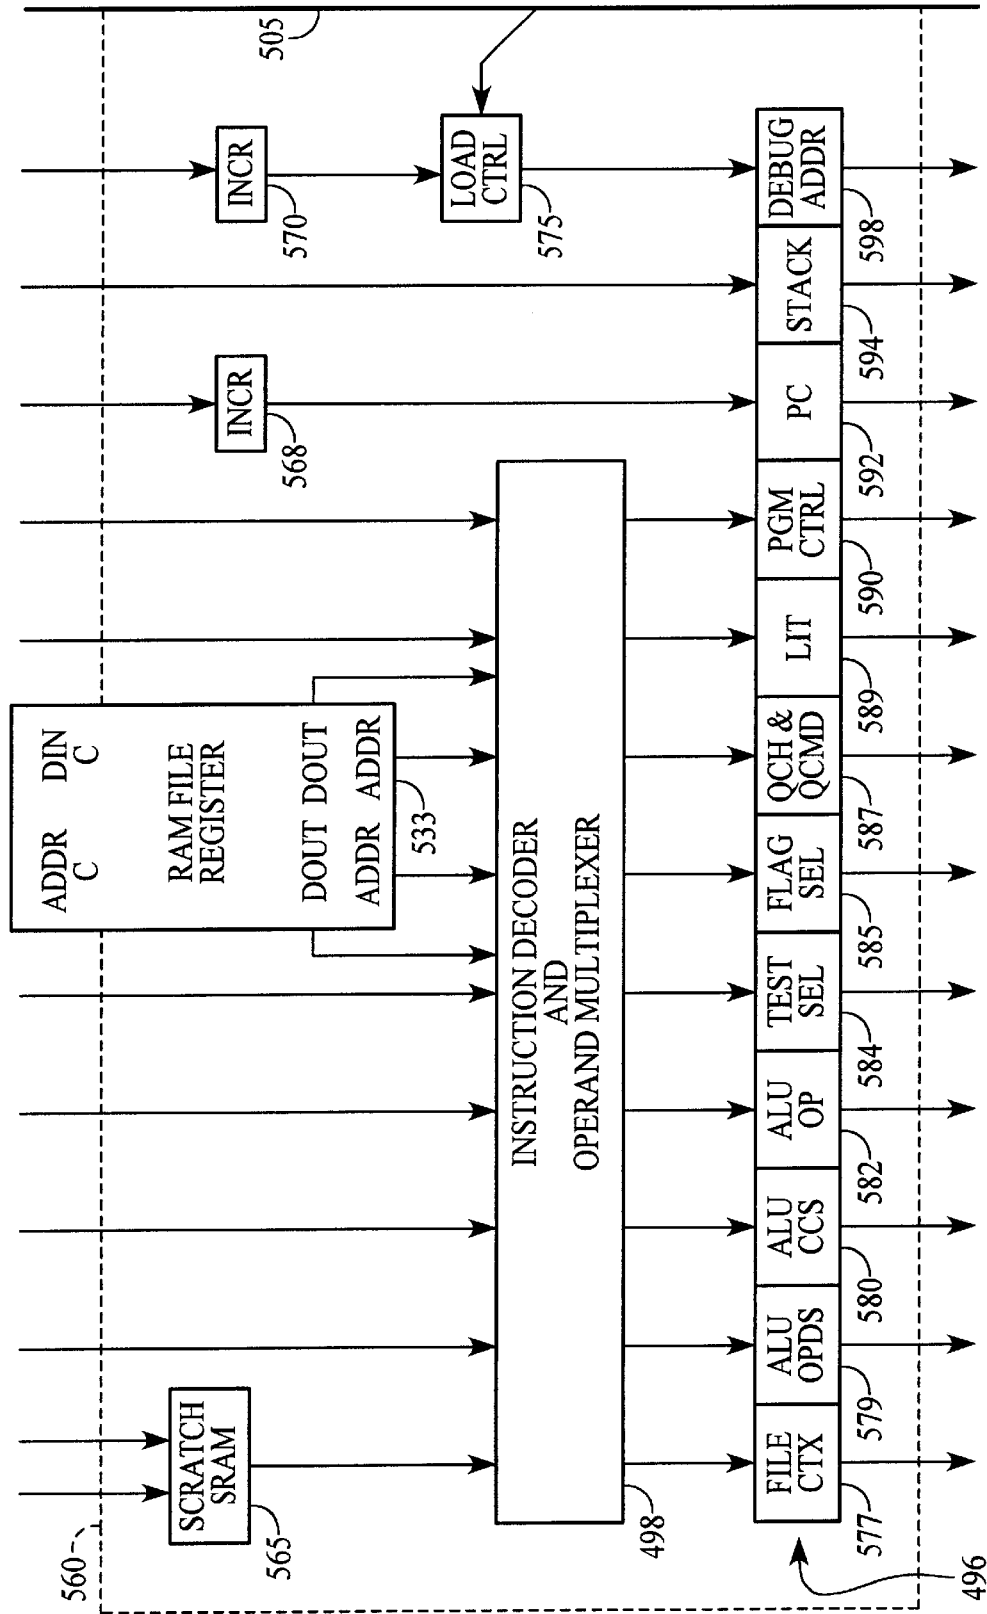 560
505
SCRATCH
SRAM
565
ADDR
C
DIN
C
RAM FILE
REGISTER
DOUT DOUT
ADDR ADDR
533
INCR
568
INCR
570
LOAD
CTRL
575
INSTRUCTION DECODER
AND
OPERAND MULTIPLEXER
498
FILE
CTX
ALU
OPDS
ALU
CCS
ALU
OP
TEST
SEL
FLAG
SEL
QCH &
QCMD
LIT
PGM
CTRL
PC
STACK
DEBUG
ADDR
577
579
580
582
584
585
587
589
590
592
594
598
496